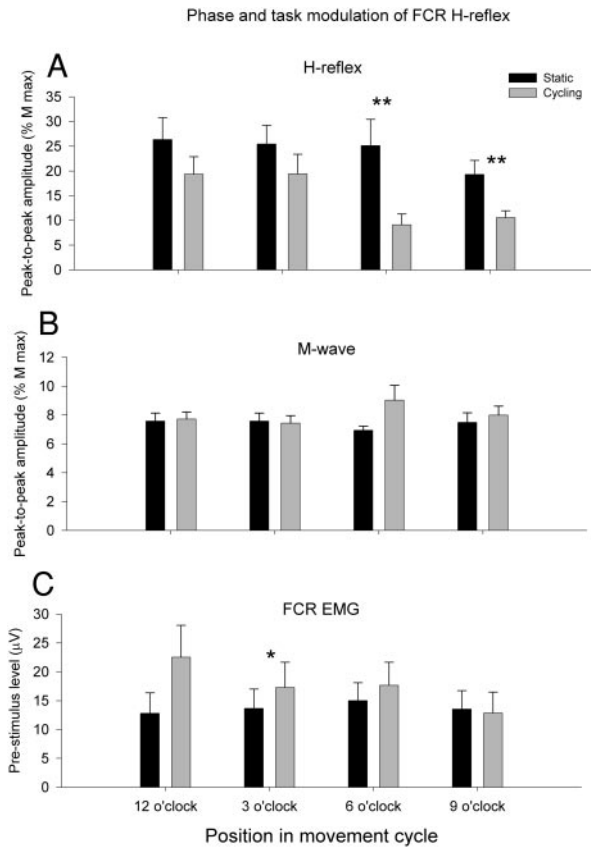 Phase and task modulation of FCR H-reflex
A
H-reflex
Static
Cycling
Peak-to-peak amplitude (% M max)
35
30
25
20
15
10
5
0
**
**
B
M-wave
Peak-to-peak amplitude (% M max)
12
10
8
6
4
2
0
C
FCR EMG
Pre-stimulus level (µV)
30
25
20
15
10
5
0
*
12 o'clock 3 o'clock 6 o'clock 9 o'clock
Position in movement cycle